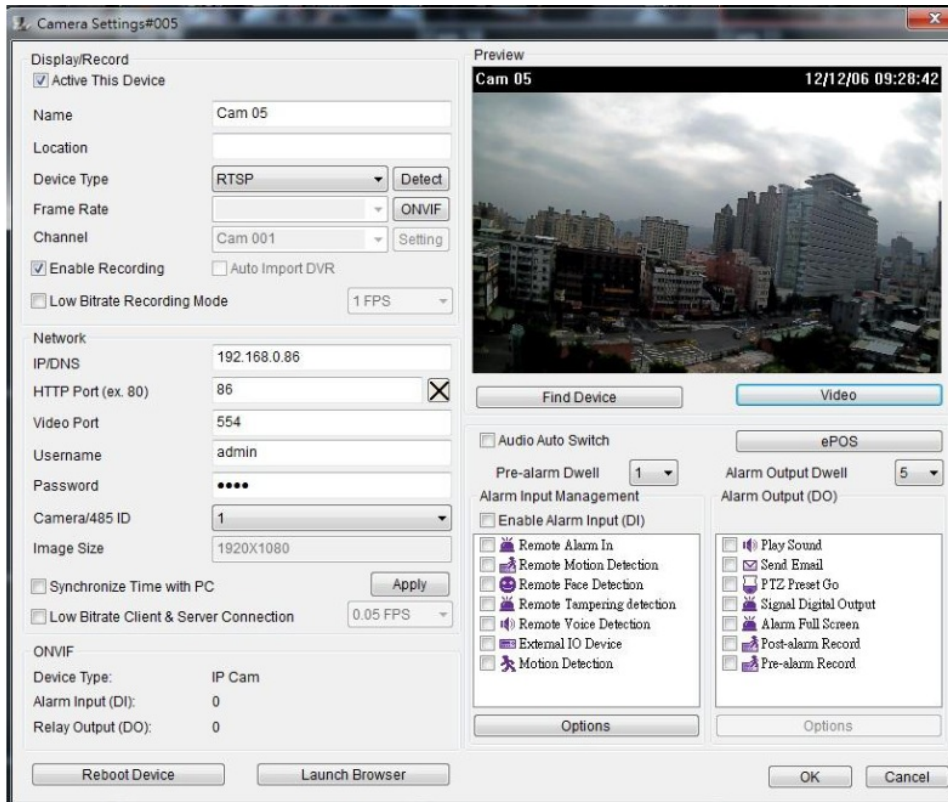 Camera Settings#005
Display/Record
Active This Device
Name Cam 05
Location
Device Type RTSP Detect
Frame Rate ONVIF
Channel Cam 001 Setting
Enable Recording Auto Import DVR
Low Bitrate Recording Mode 1 FPS
Network
IP/DNS 192.168.0.86
HTTP Port (ex. 80) 86
Video Port 554
Username admin
Password ••••
Camera/485 ID 1
Image Size 1920X1080
Synchronize Time with PC Apply
Low Bitrate Client & Server Connection 0.05 FPS
ONVIF
Device Type: IP Cam
Alarm Input (DI): 0
Relay Output (DO): 0
Reboot Device Launch Browser
Preview
Cam 05 12/12/06 09:28:42
Find Device Video
Audio Auto Switch ePOS
Pre-alarm Dwell 1 Alarm Output Dwell 5
Alarm Input Management
Enable Alarm Input (DI)
Remote Alarm In
Remote Motion Detection
Remote Face Detection
Remote Tampering detection
Remote Voice Detection
External IO Device
Motion Detection
Options
Alarm Output (DO)
Play Sound
Send Email
PTZ Preset Go
Signal Digital Output
Alarm Full Screen
Post-alarm Record
Pre-alarm Record
Options
OK Cancel